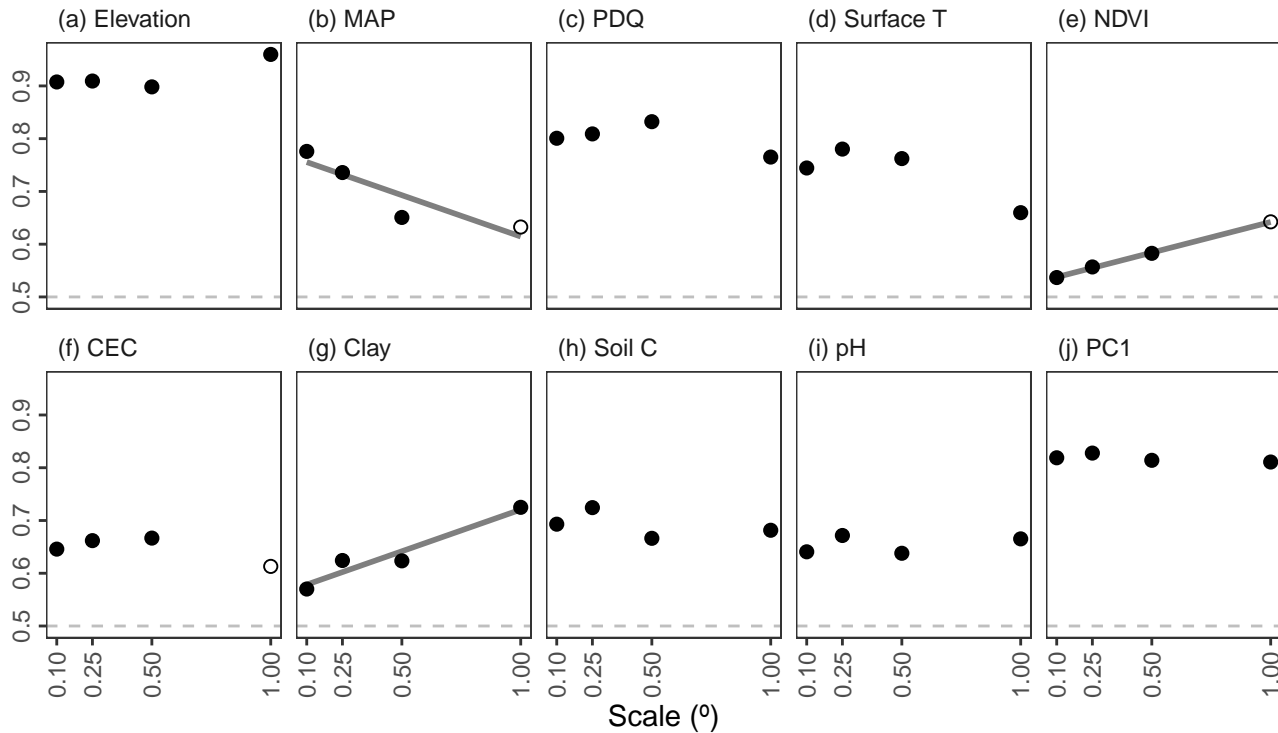 (a) Elevation
(b) MAP
(c) PDQ
(d) Surface T
(e) NDVI
0.9
0.8
0.7
0.6
0.5
(f) CEC
(g) Clay
(h) Soil C
(i) pH
(j) PC1
0.9
0.8
0.7
0.6
0.5
0.10 0.25 0.50 1.00
0.10 0.25 0.50 1.00
0.10 0.25 0.50 1.00
0.10 0.25 0.50 1.00
0.10 0.25 0.50 1.00
Scale (º)